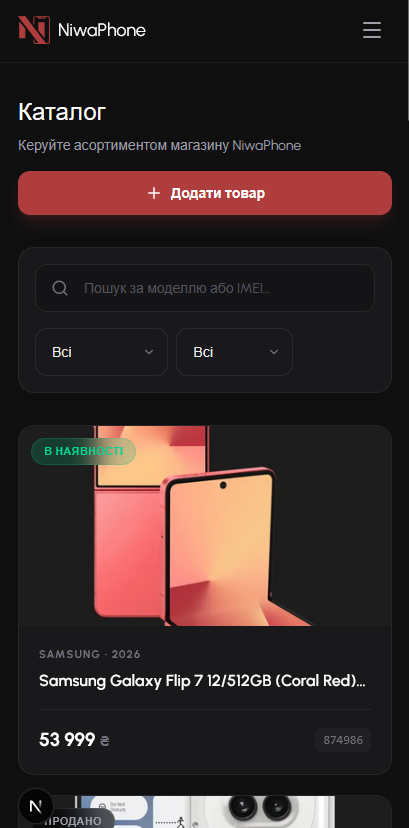 NiwaPhone
Каталог
Керуйте асортиментом магазину NiwaPhone
Додати товар
Пошук за моделлю або IMEI...
Всі
Всі
В НАЯВНОСТІ
SAMSUNG · 2026
Samsung Galaxy Flip 7 12/512GB (Coral Red)...
53 999 ₴
874986
N
ПРОДАНО